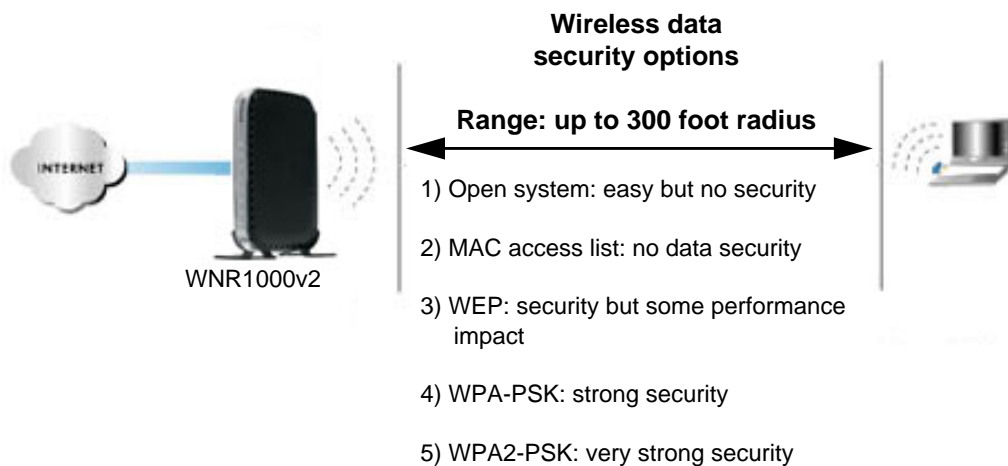 Wireless data
security options
Range: up to 300 foot radius
INTERNET
WNR1000v2
1) Open system: easy but no security
2) MAC access list: no data security
3) WEP: security but some performance
impact
4) WPA-PSK: strong security
5) WPA2-PSK: very strong security